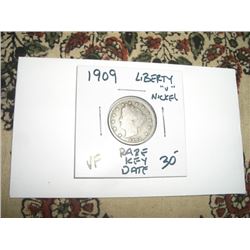 1909 LIBERTY
"V"
NICKEL
VF
RARE
KEY
DATE
30-